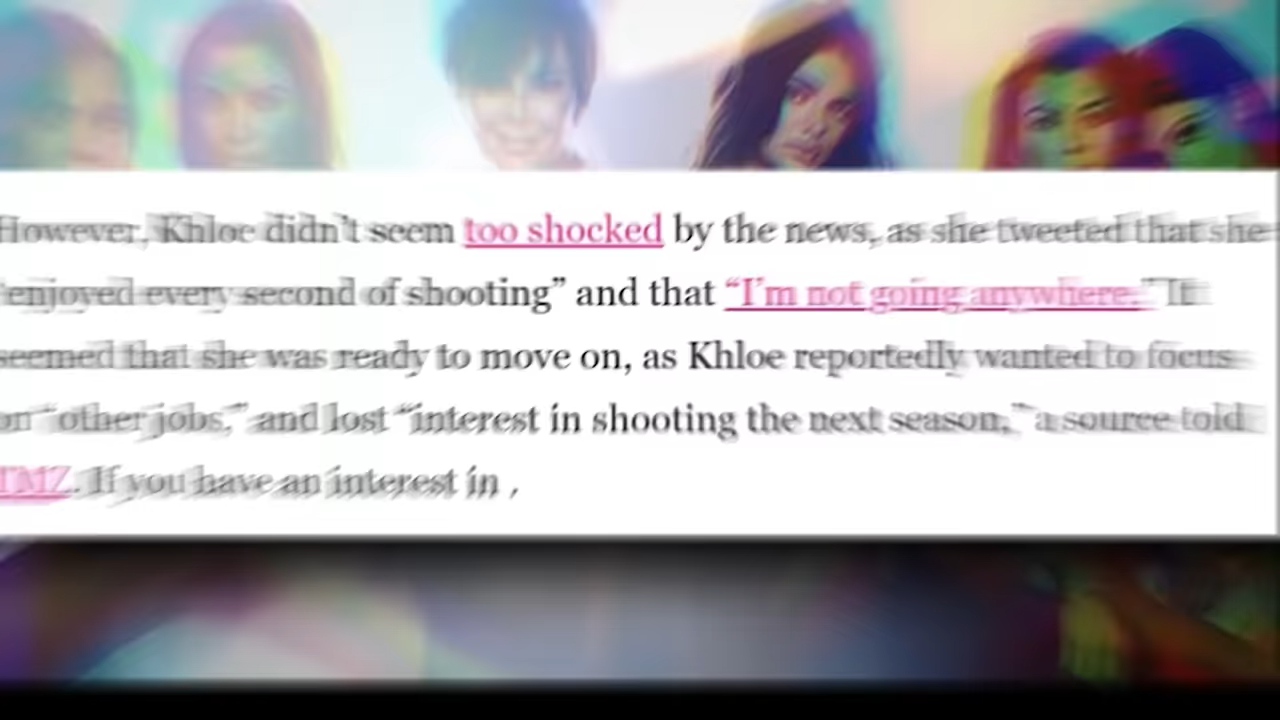 However, Khloe didn't seem too shocked by the news, as she tweeted that she
"enjoyed every second of shooting" and that "I'm not going anywhere." It
seemed that she was ready to move on, as Khloe reportedly wanted to focus
on "other jobs," and lost "interest in shooting the next season," a source told
TMZ. If you have an interest in ,